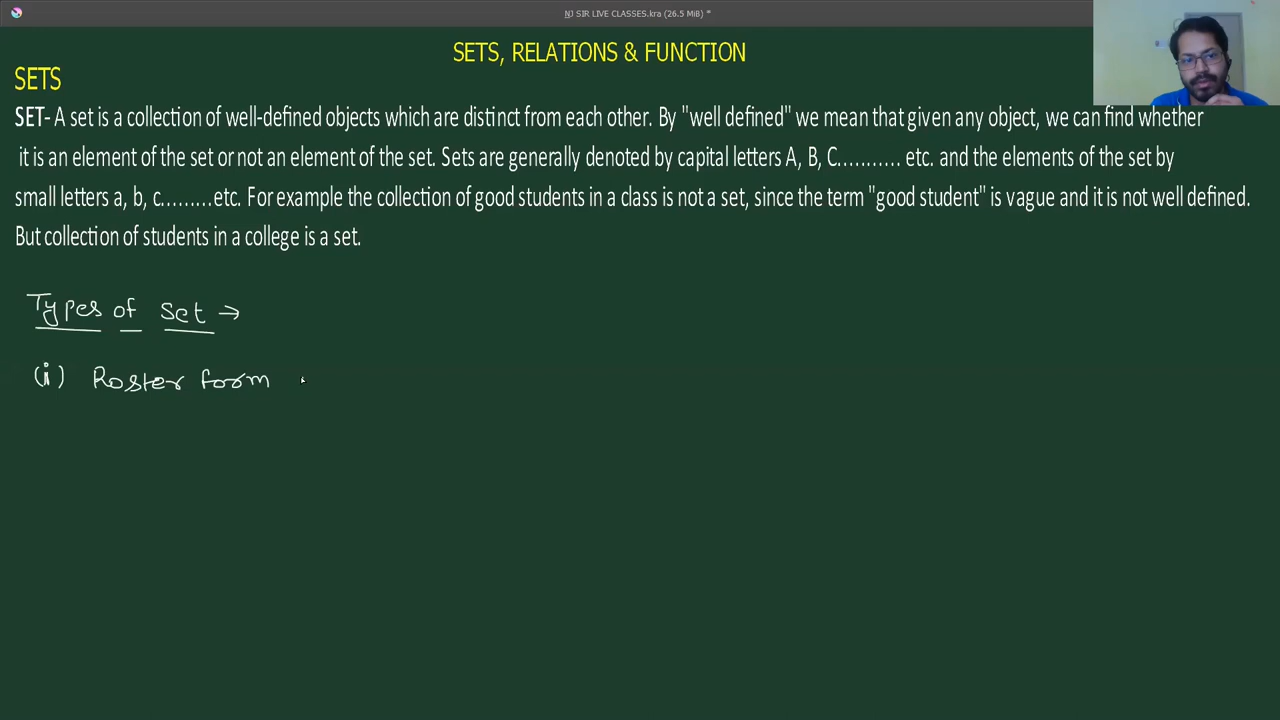 NJ SIR LIVE CLASSES.kra (26.5 MiB) *
SETS, RELATIONS & FUNCTION
SETS
SET- A set is a collection of well-defined objects which are distinct from each other. By "well defined" we mean that given any object, we can find whether
it is an element of the set or not an element of the set. Sets are generally denoted by capital letters A, B, C........... etc. and the elements of the set by
small letters a, b, c.........etc. For example the collection of good students in a class is not a set, since the term "good student" is vague and it is not well defined.
But collection of students in a college is a set.
Types of Set →
(i) Roster form